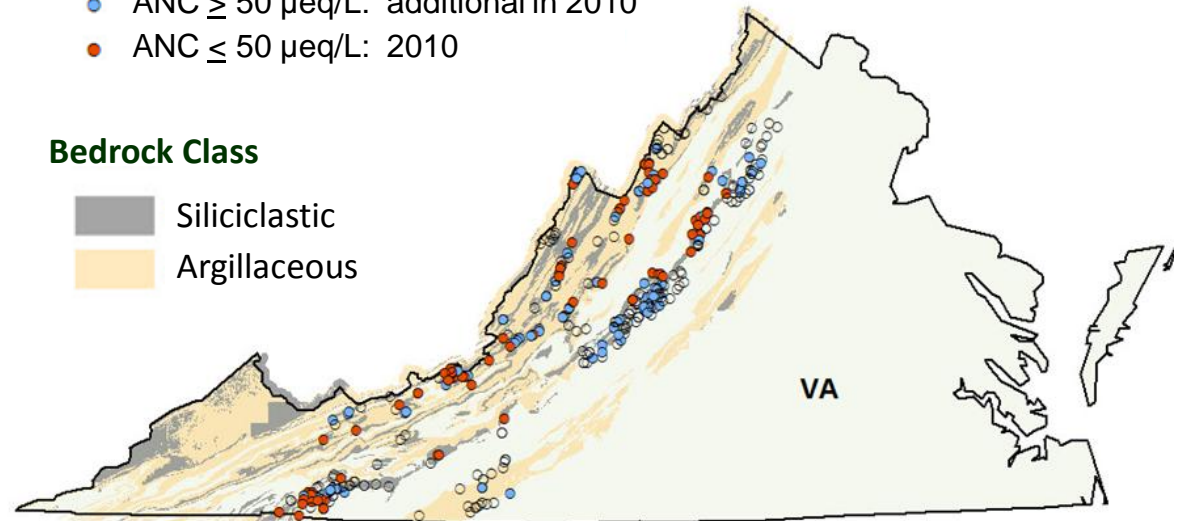 ANC ≥ 50 µeq/L: additional in 2010
ANC ≤ 50 µeq/L: 2010
Bedrock Class
Siliciclastic
Argillaceous
VA